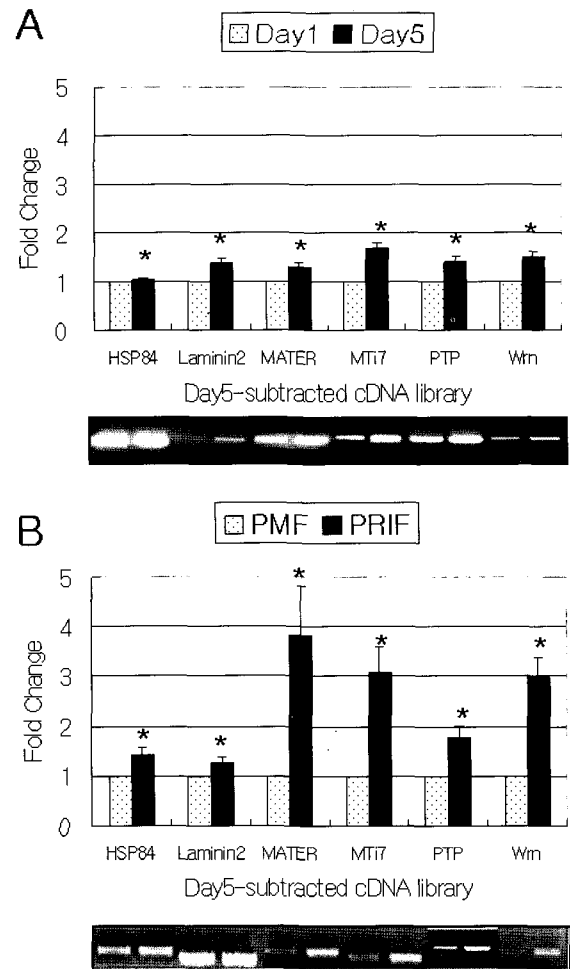 A
Day1 Day5
5
4
3
2
1
0
Fold Change
* * * * * *
HSP84 Laminin2 MATER MTi7 PTP Wrn
Day5-subtracted cDNA library
B
PMF PRIF
5
4
3
2
1
0
Fold Change
* * * * * *
HSP84 Laminin2 MATER MTi7 PTP Wrn
Day5-subtracted cDNA library